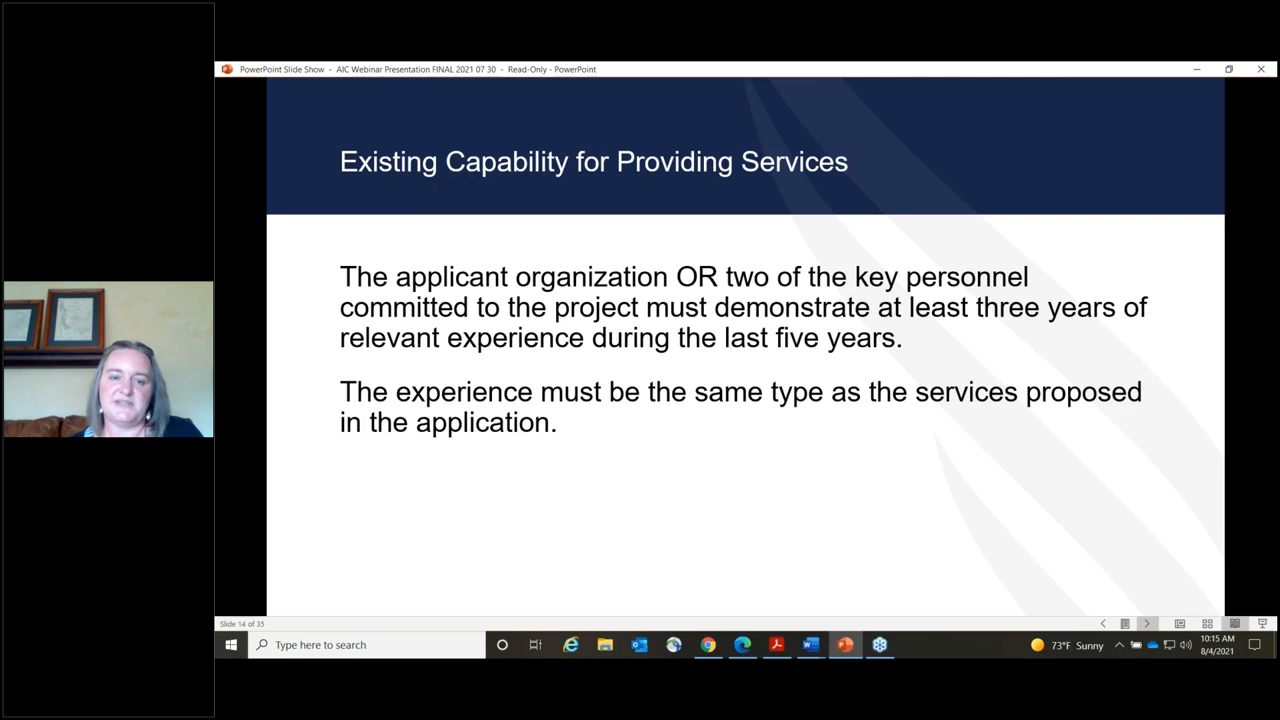 PowerPoint Slide Show - AIC Webinar Presentation FINAL 2021 07 30 - Read-Only - PowerPoint
Existing Capability for Providing Services
The applicant organization OR two of the key personnel
committed to the project must demonstrate at least three years of
relevant experience during the last five years.
The experience must be the same type as the services proposed
in the application.
Slide 14 of 35
Type here to search
73°F Sunny
10:15 AM
8/4/2021